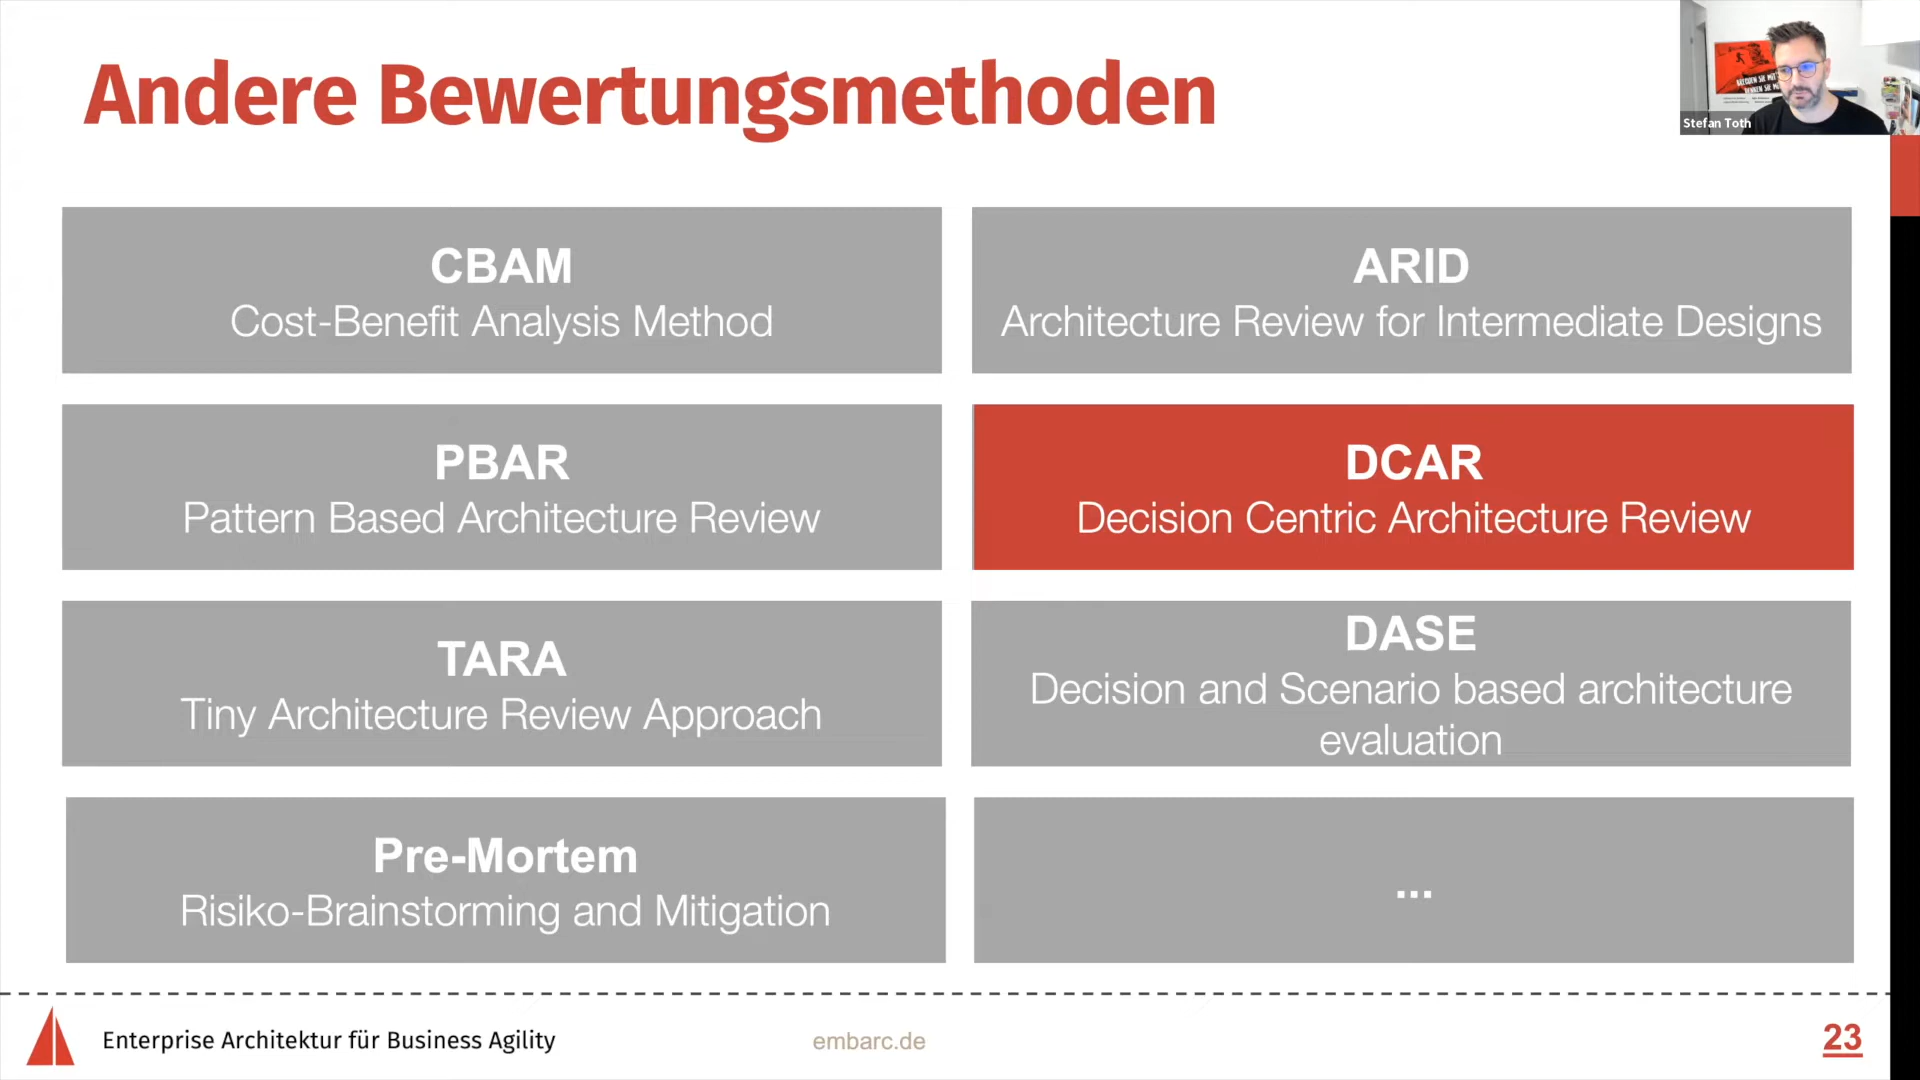 Andere Bewertungsmethoden
Stefan Toth
CBAM
Cost-Benefit Analysis Method
ARID
Architecture Review for Intermediate Designs
PBAR
Pattern Based Architecture Review
DCAR
Decision Centric Architecture Review
TARA
Tiny Architecture Review Approach
DASE
Decision and Scenario based architecture
evaluation
Pre-Mortem
Risiko-Brainstorming and Mitigation
...
Enterprise Architektur für Business Agility
embarc.de
23